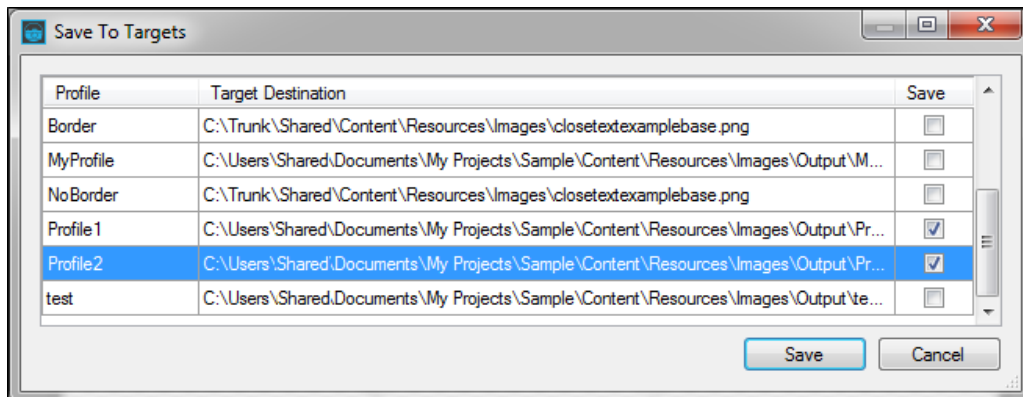 Save To Targets
Profile Target Destination Save
Border C:\Trunk\Shared\Content\Resources\Images\closetextexamplebase.png
MyProfile C:\Users\Shared\Documents\My Projects\Sample\Content\Resources\Images\Output\M...
NoBorder C:\Trunk\Shared\Content\Resources\Images\closetextexamplebase.png
Profile1 C:\Users\Shared\Documents\My Projects\Sample\Content\Resources\Images\Output\Pr...
Profile2 C:\Users\Shared\Documents\My Projects\Sample\Content\Resources\Images\Output\Pr...
test C:\Users\Shared\Documents\My Projects\Sample\Content\Resources\Images\Output\te...
Save Cancel